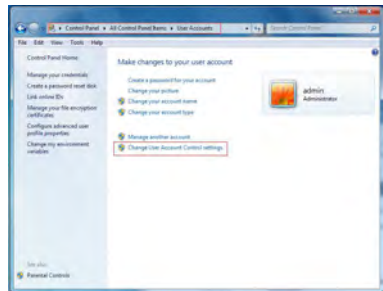 Control Panel ▸ All Control Panel Items ▸ User Accounts
Search Control Panel
File Edit View Tools Help
Control Panel Home
Manage your credentials
Create a password reset disk
Link online IDs
Manage your file encryption
certificates
Configure advanced user
profile properties
Change my environment
variables
See also
Parental Controls
Make changes to your user account
Create a password for your account
Change your picture
Change your account name
Change your account type
Manage another account
Change User Account Control settings
admin
Administrator